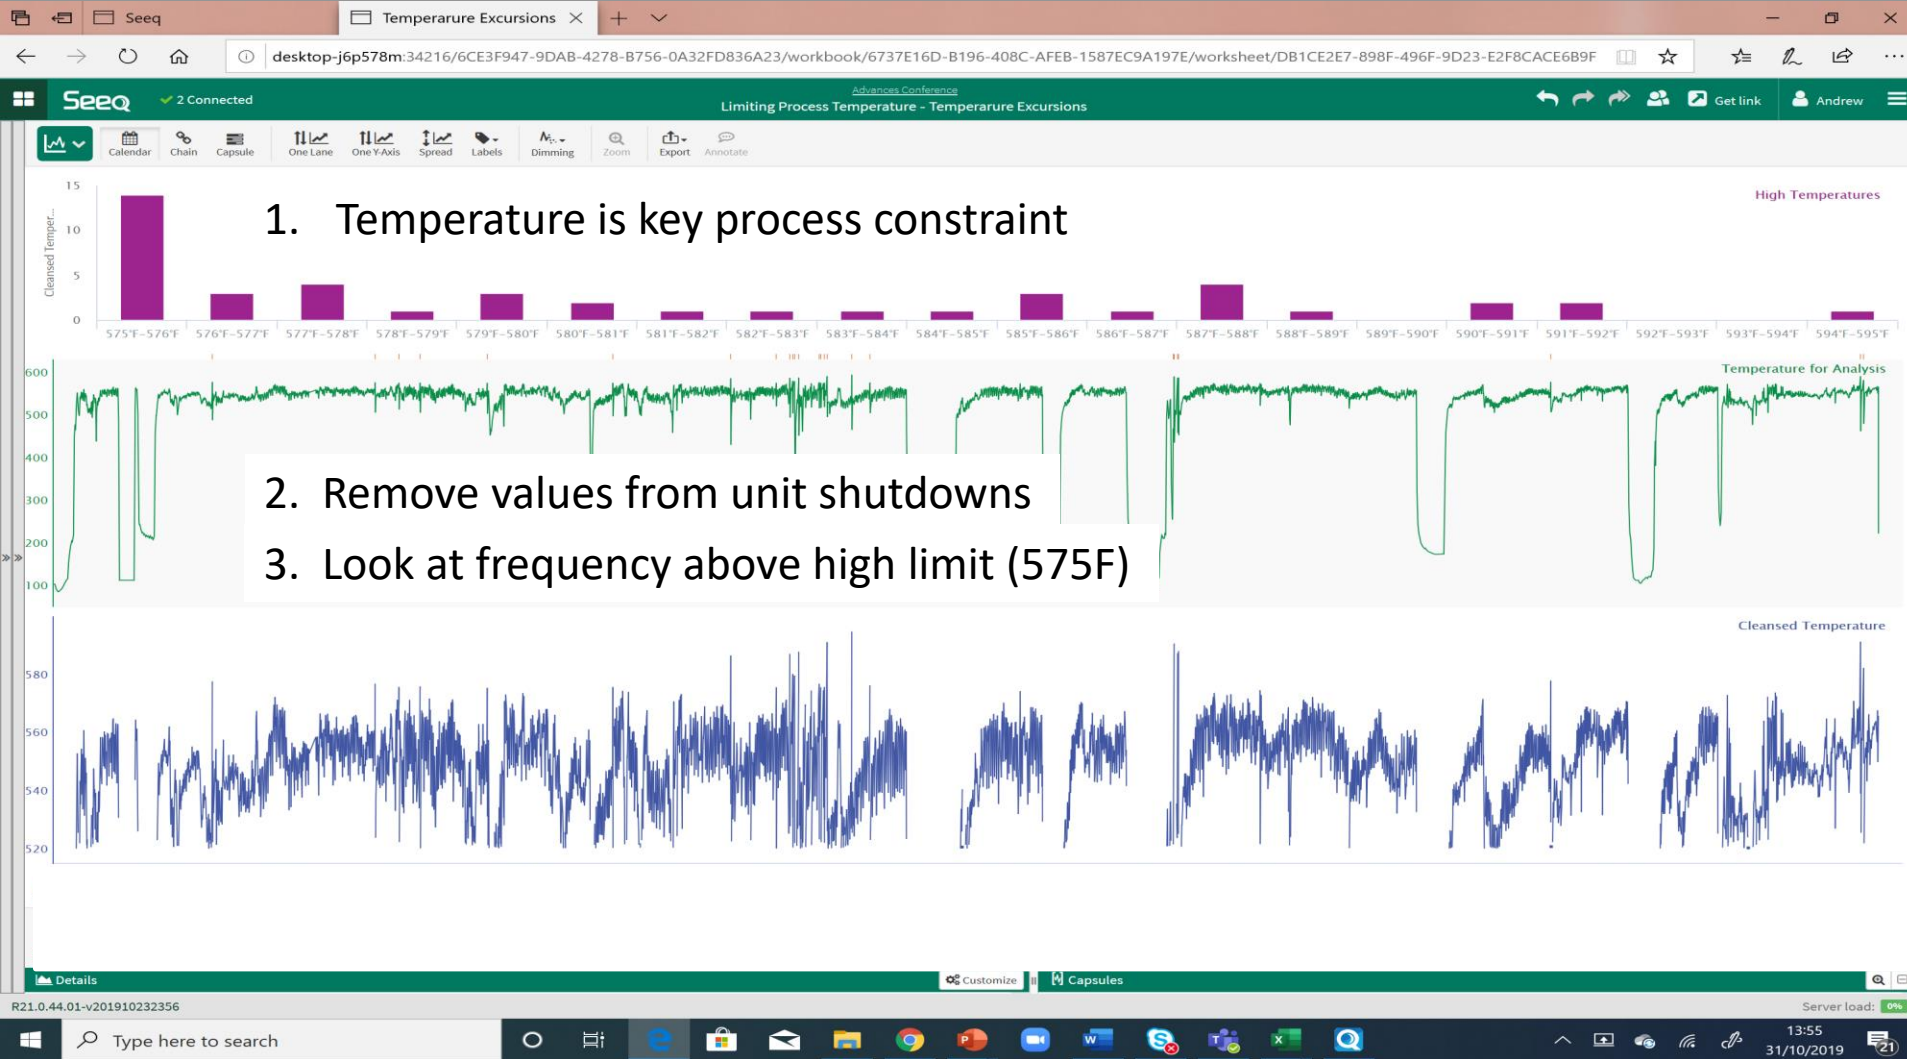 Seeq
Temperarure Excursions
desktop-j6p578m:34216/6CE3F947-9DAB-4278-B756-0A32FD836A23/workbook/6737E16D-B196-408C-AFEB-1587EC9A197E/worksheet/DB1CE2E7-898F-496F-9D23-E2F8CACE6B9F
Seeq
2 Connected
Advances Conference
Limiting Process Temperature - Temperarure Excursions
Get link
Andrew
Calendar
Chain
Capsule
One Lane
One Y-Axis
Spread
Labels
Dimming
Zoom
Export
Annotate
High Temperatures
Cleansed Temper...
15
10
5
0
1. Temperature is key process constraint
575°F-576°F
576°F-577°F
577°F-578°F
578°F-579°F
579°F-580°F
580°F-581°F
581°F-582°F
582°F-583°F
583°F-584°F
584°F-585°F
585°F-586°F
586°F-587°F
587°F-588°F
588°F-589°F
589°F-590°F
590°F-591°F
591°F-592°F
592°F-593°F
593°F-594°F
594°F-595°F
Temperature for Analysis
600
500
400
300
200
100
2. Remove values from unit shutdowns
3. Look at frequency above high limit (575F)
Cleansed Temperature
580
560
540
520
Details
Customize
Capsules
R21.0.44.01-v201910232356
Server load: 0%
Type here to search
13:55
31/10/2019
21